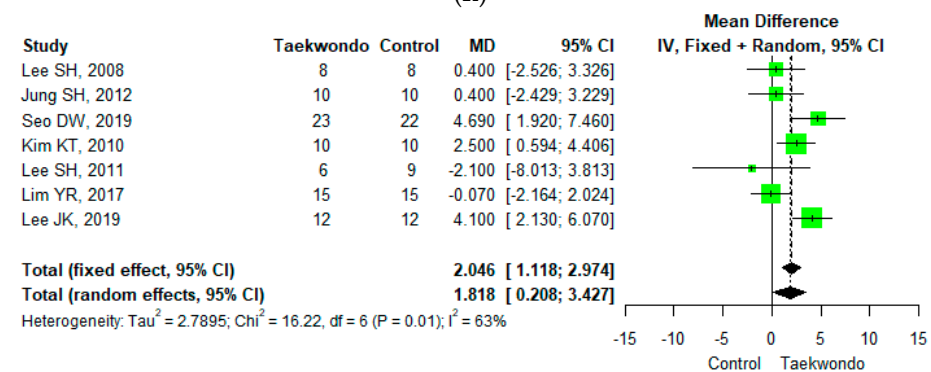 Mean Difference
Study Taekwondo Control MD 95% CI IV, Fixed + Random, 95% CI
Lee SH, 2008 8 8 0.400 [-2.526; 3.326]
Jung SH, 2012 10 10 0.400 [-2.429; 3.229]
Seo DW, 2019 23 22 4.690 [ 1.920; 7.460]
Kim KT, 2010 10 10 2.500 [ 0.594; 4.406]
Lee SH, 2011 6 9 -2.100 [-8.013; 3.813]
Lim YR, 2017 15 15 -0.070 [-2.164; 2.024]
Lee JK, 2019 12 12 4.100 [ 2.130; 6.070]
Total (fixed effect, 95% CI) 2.046 [ 1.118; 2.974]
Total (random effects, 95% CI) 1.818 [ 0.208; 3.427]
Heterogeneity: Tau² = 2.7895; Chi² = 16.22, df = 6 (P = 0.01); I² = 63%
-15 -10 -5 0 5 10 15
Control Taekwondo